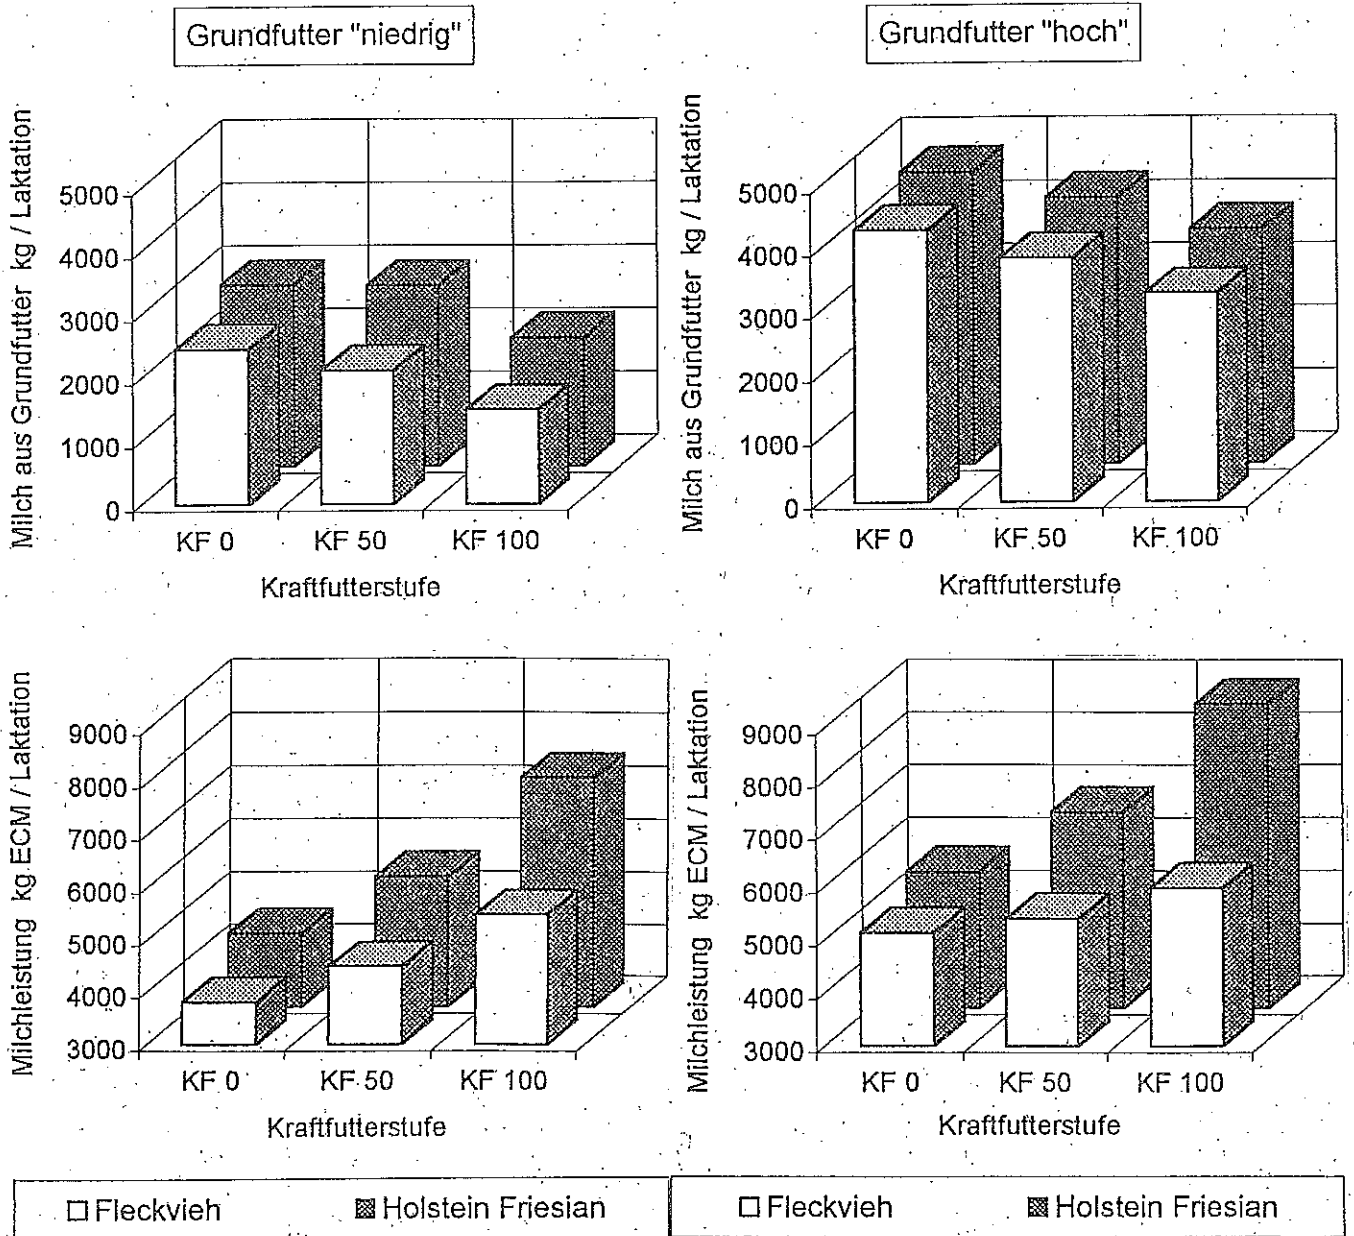 Grundfutter "niedrig"
Grundfutter "hoch"
Milch aus Grundfutter kg / Laktation
5000
4000
3000
2000
1000
0
KF 0
KF 50
KF 100
Kraftfutterstufe
Milch aus Grundfutter kg / Laktation
5000
4000
3000
2000
1000
0
KF 0
KF 50
KF 100
Kraftfutterstufe
Milchleistung kg ECM / Laktation
9000
8000
7000
6000
5000
4000
3000
KF 0
KF 50
KF 100
Kraftfutterstufe
Milchleistung kg ECM / Laktation
9000
8000
7000
6000
5000
4000
3000
KF 0
KF 50
KF 100
Kraftfutterstufe
Fleckvieh
Holstein Friesian
Fleckvieh
Holstein Friesian